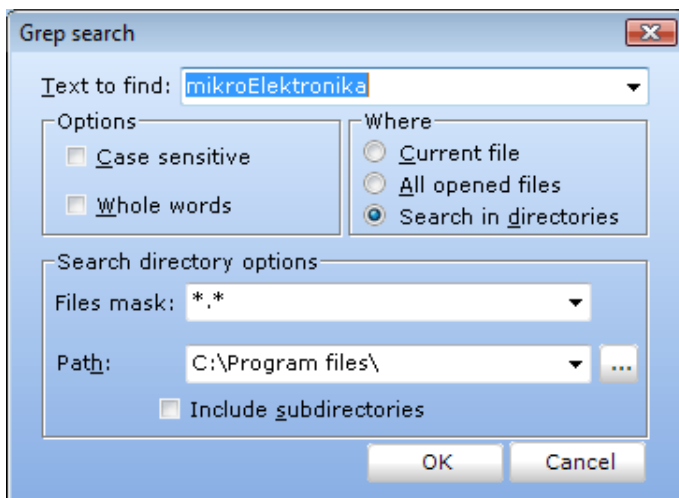 Grep search
Text to find: mikroElektronika
Options
Case sensitive
Whole words
Where
Current file
All opened files
Search in directories
Search directory options
Files mask: *.*
Path: C:\Program files\ ...
Include subdirectories
OK Cancel